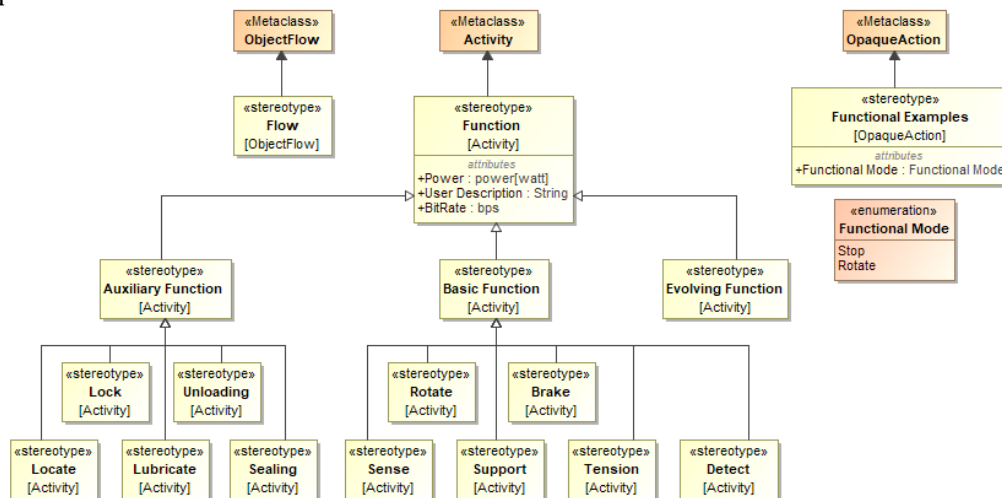 «Metaclass»
ObjectFlow
«Metaclass»
Activity
«Metaclass»
OpaqueAction
«stereotype»
Flow
[ObjectFlow]
«stereotype»
Function
[Activity]
attributes
+Power : power[watt]
+User Description : String
+BitRate : bps
«stereotype»
Functional Examples
[OpaqueAction]
attributes
+Functional Mode : Functional Mode
«enumeration»
Functional Mode
Stop
Rotate
«stereotype»
Auxiliary Function
[Activity]
«stereotype»
Basic Function
[Activity]
«stereotype»
Evolving Function
[Activity]
«stereotype»
Lock
[Activity]
«stereotype»
Unloading
[Activity]
«stereotype»
Rotate
[Activity]
«stereotype»
Brake
[Activity]
«stereotype»
Locate
[Activity]
«stereotype»
Lubricate
[Activity]
«stereotype»
Sealing
[Activity]
«stereotype»
Sense
[Activity]
«stereotype»
Support
[Activity]
«stereotype»
Tension
[Activity]
«stereotype»
Detect
[Activity]